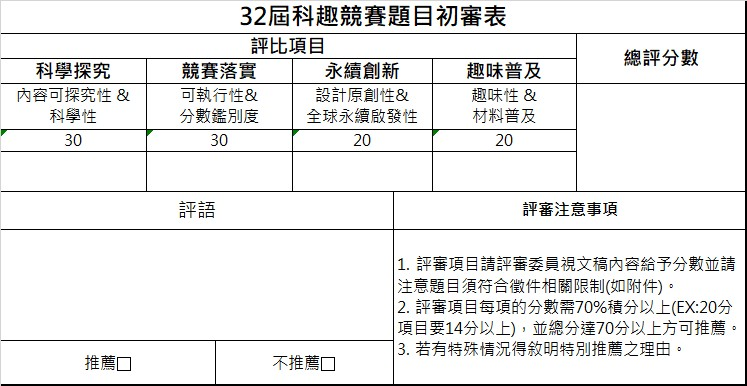 32屆科趣競賽題目初審表
評比項目
總評分數
科學探究 競賽落實 永續創新 趣味普及
內容可探究性 &
科學性
可執行性&
分數鑑別度
設計原創性&
全球永續啟發性
趣味性 &
材料普及
30 30 20 20
評語
評審注意事項
1. 評審項目請評審委員視文稿內容給予分數並請
注意題目須符合徵件相關限制(如附件)。
2. 評審項目每項的分數需70%積分以上(EX:20分
項目要14分以上)，並總分達70分以上方可推薦。
3. 若有特殊情況得敘明特別推薦之理由。
推薦□ 不推薦□